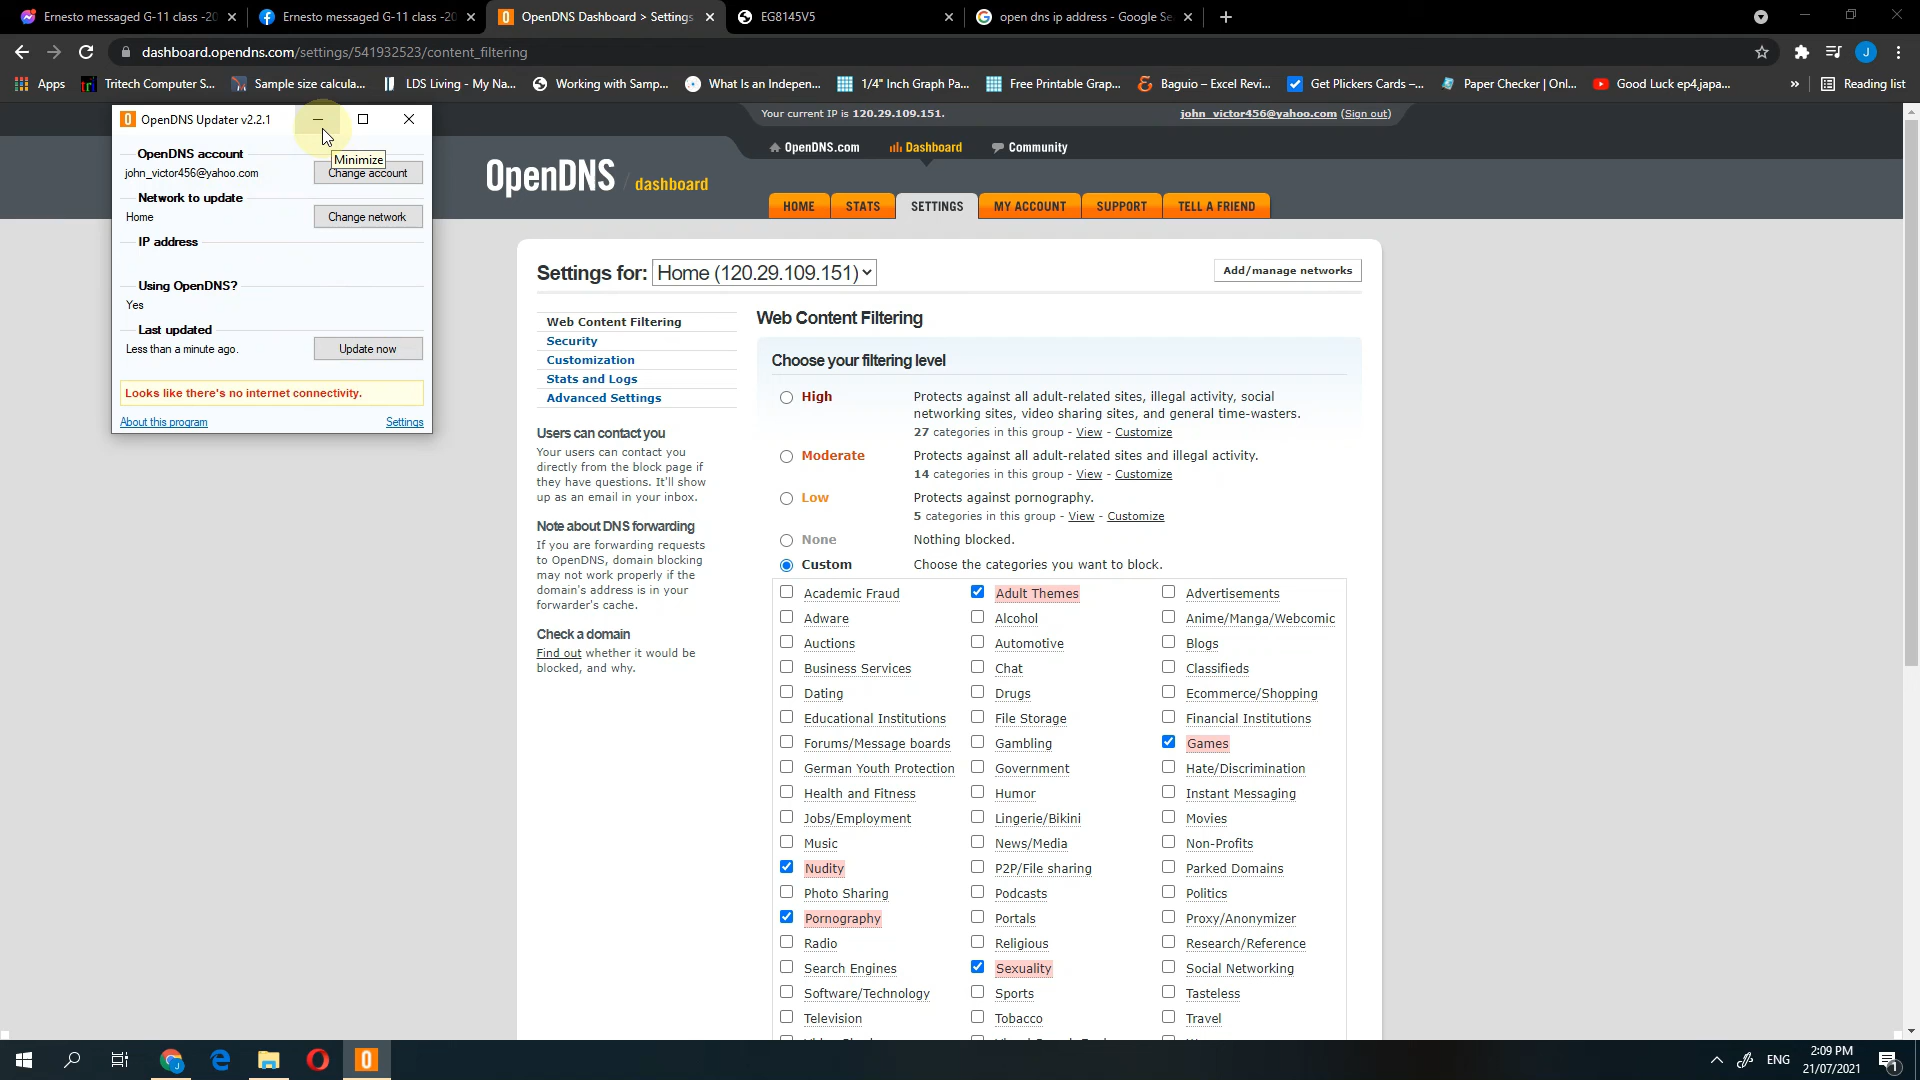 Ernesto messaged G-11 class -20
Ernesto messaged G-11 class -20
OpenDNS Dashboard > Settings
EG8145V5
open dns ip address - Google Se
dashboard.opendns.com/settings/541932523/content_filtering
Apps
Tritech Computer S...
Sample size calcula...
LDS Living - My Na...
Working with Samp...
What Is an Indepen...
1/4" Inch Graph Pa...
Free Printable Grap...
Baguio – Excel Revi...
Get Plickers Cards –...
Paper Checker | Onl...
Good Luck ep4,japa...
»
Reading list
OpenDNS Updater v2.2.1
Minimize
OpenDNS account
john_victor456@yahoo.com
Change account
Network to update
Home
Change network
IP address
Using OpenDNS?
Yes
Last updated
Less than a minute ago.
Update now
Looks like there's no internet connectivity.
About this program
Settings
Your current IP is 120.29.109.151.
john_victor456@yahoo.com (Sign out)
OpenDNS.com
Dashboard
Community
OpenDNS / dashboard
HOME
STATS
SETTINGS
MY ACCOUNT
SUPPORT
TELL A FRIEND
Settings for: Home (120.29.109.151)
Add/manage networks
Web Content Filtering
Security
Customization
Stats and Logs
Advanced Settings
Users can contact you
Your users can contact you
directly from the block page if
they have questions. It'll show
up as an email in your inbox.
Note about DNS forwarding
If you are forwarding requests
to OpenDNS, domain blocking
may not work properly if the
domain's address is in your
forwarder's cache.
Check a domain
Find out whether it would be
blocked, and why.
Web Content Filtering
Choose your filtering level
High
Protects against all adult-related sites, illegal activity, social
networking sites, video sharing sites, and general time-wasters.
27 categories in this group - View - Customize
Moderate
Protects against all adult-related sites and illegal activity.
14 categories in this group - View - Customize
Low
Protects against pornography.
5 categories in this group - View - Customize
None
Nothing blocked.
Custom
Choose the categories you want to block.
Academic Fraud
Adult Themes
Advertisements
Adware
Alcohol
Anime/Manga/Webcomic
Auctions
Automotive
Blogs
Business Services
Chat
Classifieds
Dating
Drugs
Ecommerce/Shopping
Educational Institutions
File Storage
Financial Institutions
Forums/Message boards
Gambling
Games
German Youth Protection
Government
Hate/Discrimination
Health and Fitness
Humor
Instant Messaging
Jobs/Employment
Lingerie/Bikini
Movies
Music
News/Media
Non-Profits
Nudity
P2P/File sharing
Parked Domains
Photo Sharing
Podcasts
Politics
Pornography
Portals
Proxy/Anonymizer
Radio
Religious
Research/Reference
Search Engines
Sexuality
Social Networking
Software/Technology
Sports
Tasteless
Television
Tobacco
Travel
ENG
2:09 PM
21/07/2021
1